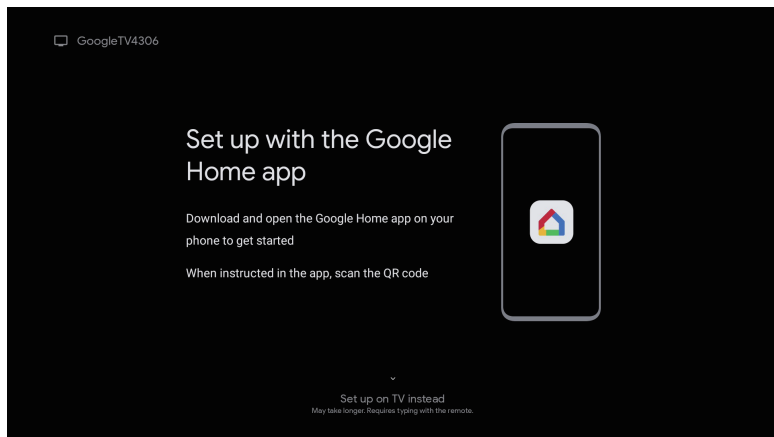 GoogleTV4306
Set up with the Google
Home app
Download and open the Google Home app on your
phone to get started
When instructed in the app, scan the QR code
Set up on TV instead
May take longer. Requires typing with the remote.